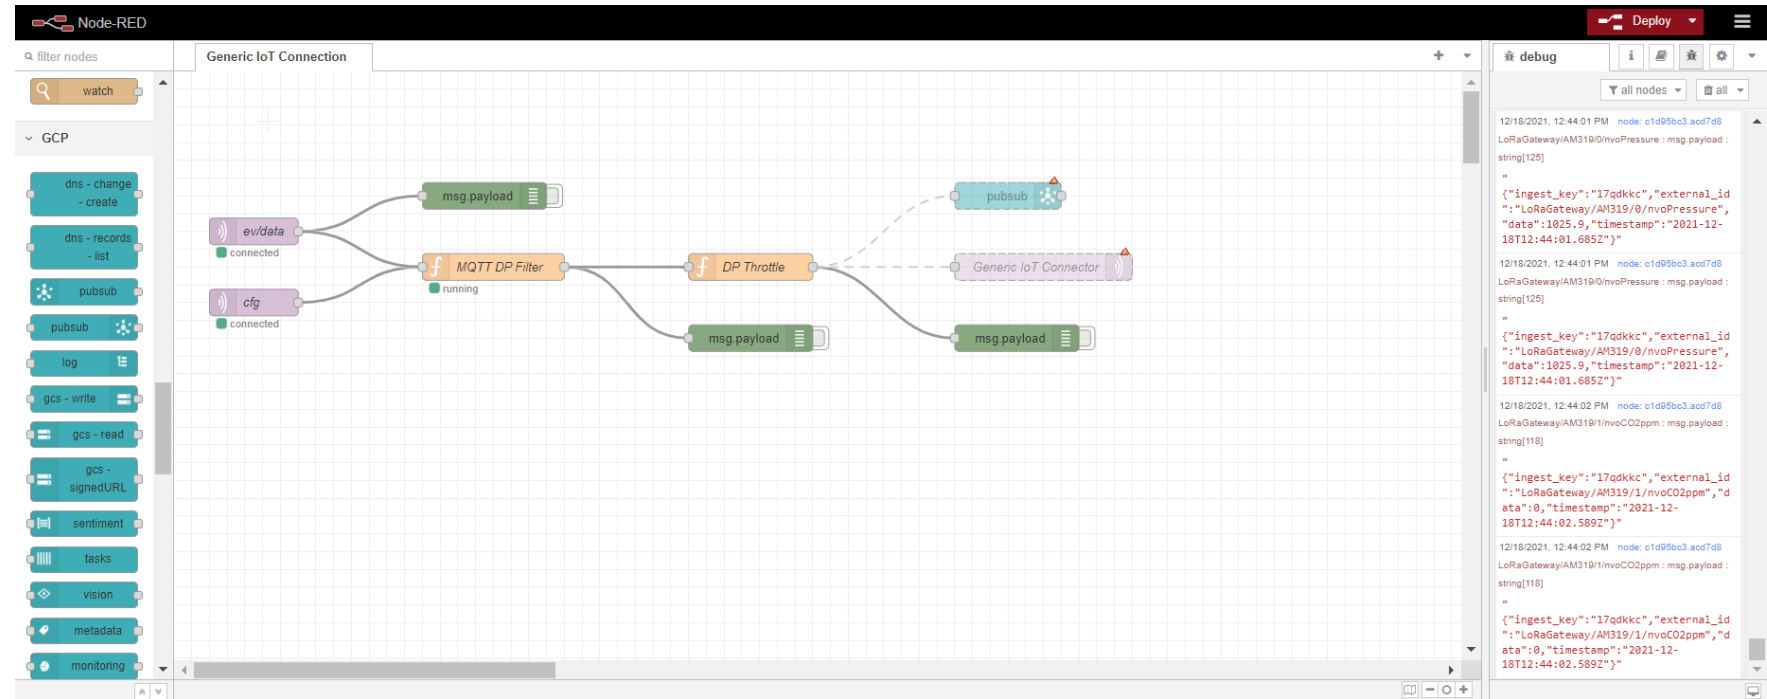 Node-RED
Deploy
filter nodes
Generic IoT Connection
debug
i
all nodes
all
watch
GCP
dns - change
- create
dns - records
- list
pubsub
pubsub
log
gcs - write
gcs - read
gcs -
signedURL
sentiment
tasks
vision
metadata
monitoring
ev/data
connected
cfg
connected
msg.payload
MQTT DP Filter
running
DP Throttle
msg.payload
pubsub
Generic IoT Connector
msg.payload
12/18/2021, 12:44:01 PM node: c1d95bc3.acd7d8
LoRaGateway/AM319/0/nvoPressure : msg.payload :
string[125]
"
{"ingest_key":"17qdkkc","external_id
":"LoRaGateway/AM319/0/nvoPressure",
"data":1025.9,"timestamp":"2021-12-
18T12:44:01.685Z"}"
12/18/2021, 12:44:01 PM node: c1d95bc3.acd7d8
LoRaGateway/AM319/0/nvoPressure : msg.payload :
string[125]
"
{"ingest_key":"17qdkkc","external_id
":"LoRaGateway/AM319/0/nvoPressure",
"data":1025.9,"timestamp":"2021-12-
18T12:44:01.685Z"}"
12/18/2021, 12:44:02 PM node: c1d95bc3.acd7d8
LoRaGateway/AM319/1/nvoCO2ppm : msg.payload :
string[118]
"
{"ingest_key":"17qdkkc","external_id
":"LoRaGateway/AM319/1/nvoCO2ppm","d
ata":0,"timestamp":"2021-12-
18T12:44:02.589Z"}"
12/18/2021, 12:44:02 PM node: c1d95bc3.acd7d8
LoRaGateway/AM319/1/nvoCO2ppm : msg.payload :
string[118]
"
{"ingest_key":"17qdkkc","external_id
":"LoRaGateway/AM319/1/nvoCO2ppm","d
ata":0,"timestamp":"2021-12-
18T12:44:02.589Z"}"